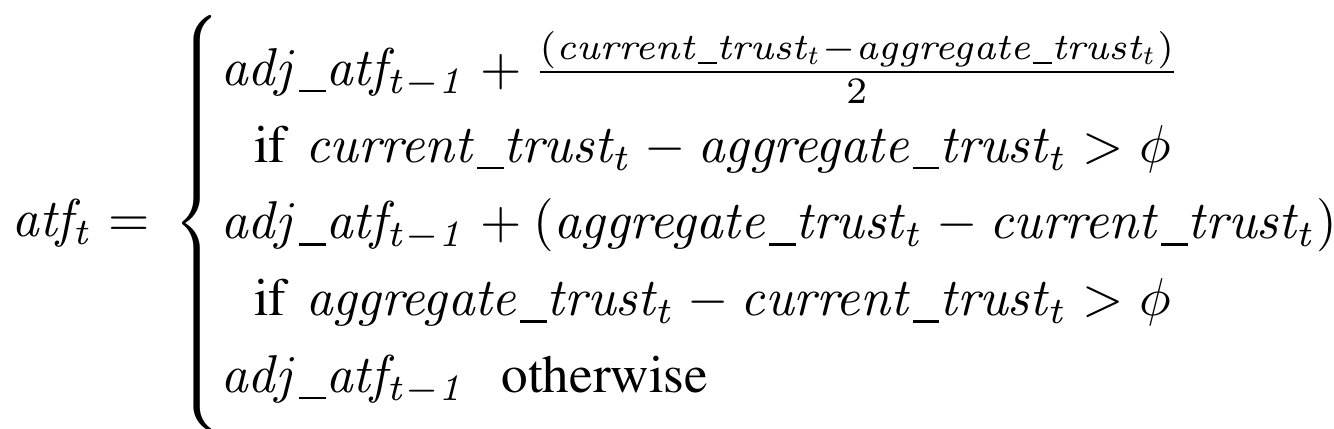 adj_atf_{t−1} + \frac{(current_trust_t − aggregate_trust_t)}{2}
if current_trust_t − aggregate_trust_t > ϕ
atf_t = { adj_atf_{t−1} + (aggregate_trust_t − current_trust_t)
if aggregate_trust_t − current_trust_t > ϕ
adj_atf_{t−1} otherwise